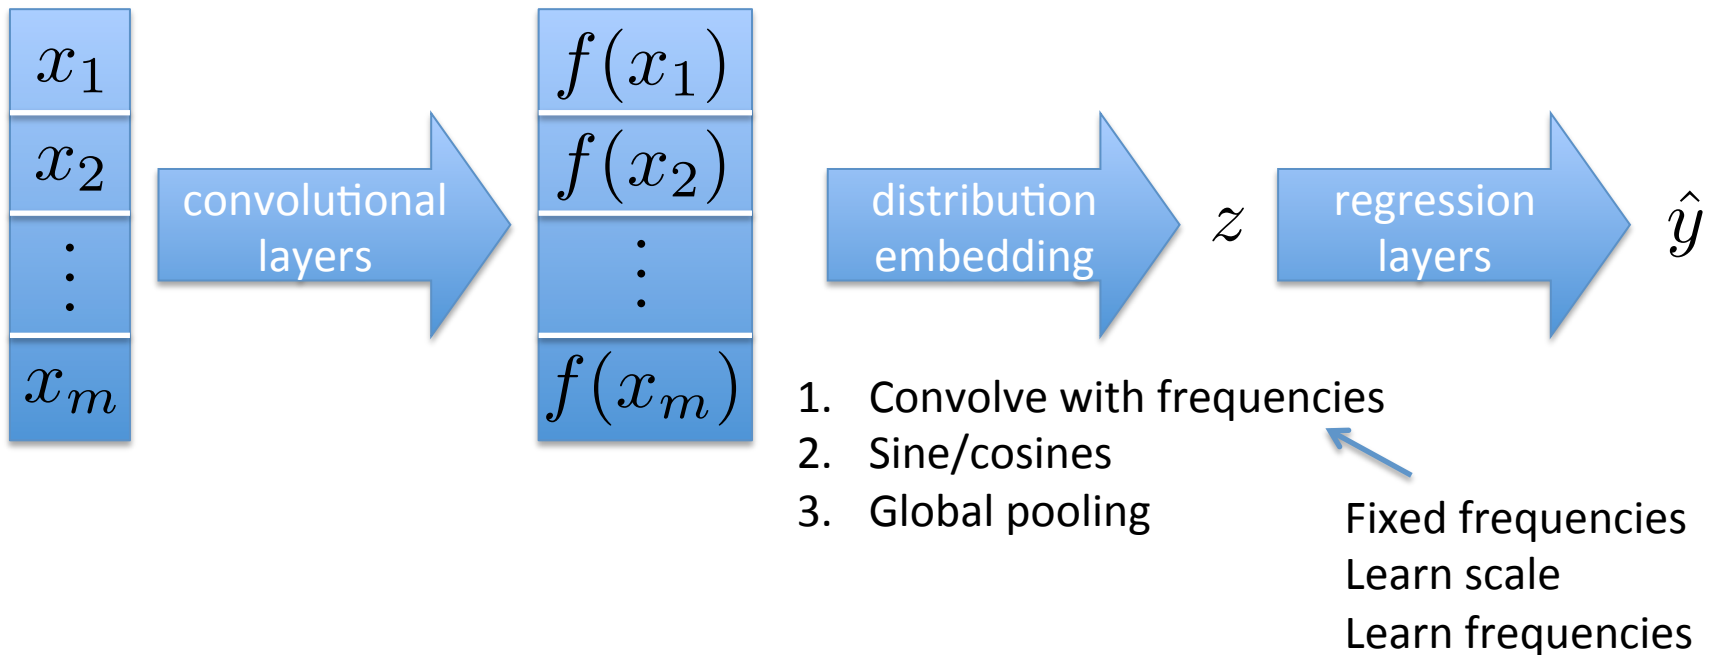 x₁
x₂
⋮
xₘ
convolutional
layers
f(x₁)
f(x₂)
⋮
f(xₘ)
distribution
embedding
z
regression
layers
ŷ
1. Convolve with frequencies
2. Sine/cosines
3. Global pooling
Fixed frequencies
Learn scale
Learn frequencies